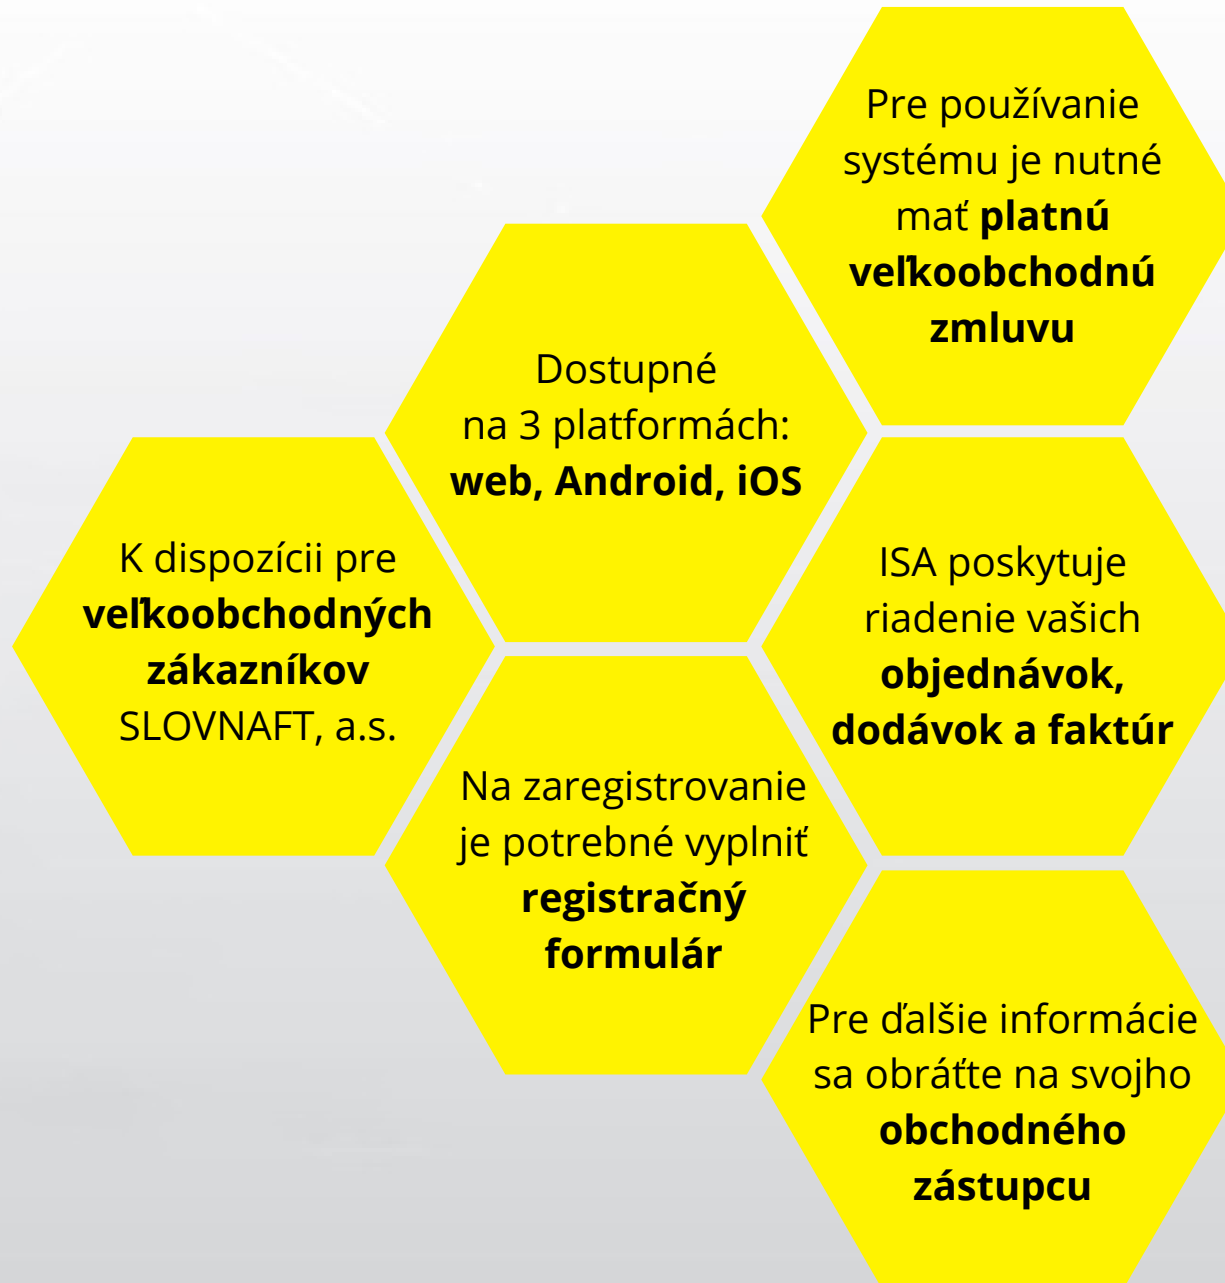 Pre používanie
systému je nutné
mať platnú
veľkoobchodnú
zmluvu
Dostupné
na 3 platformách:
web, Android, iOS
K dispozícii pre
veľkoobchodných
zákazníkov
SLOVNAFT, a.s.
ISA poskytuje
riadenie vašich
objednávok,
dodávok a faktúr
Na zaregistrovanie
je potrebné vyplniť
registračný
formulár
Pre ďalšie informácie
sa obráťte na svojho
obchodného
zástupcu